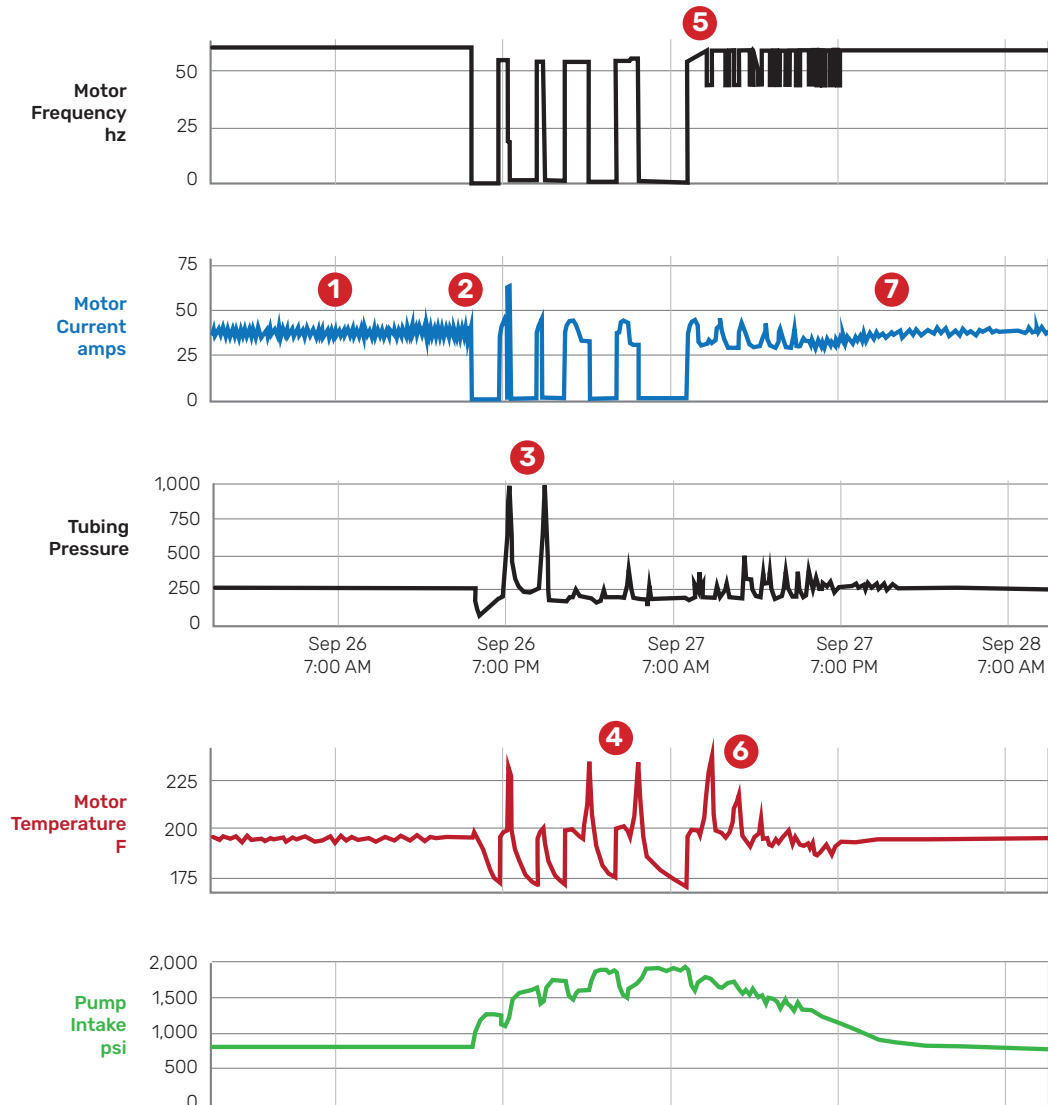 5
Motor
Frequency
hz
50
25
0
Motor
Current
amps
75
50
25
0
1
2
7
3
Tubing
Pressure
1,000
750
500
250
0
Sep 26
7:00 AM
Sep 26
7:00 PM
Sep 27
7:00 AM
Sep 27
7:00 PM
Sep 28
7:00 AM
4
6
Motor
Temperature
F
225
200
175
Pump
Intake
psi
2,000
1,500
1,000
500
0